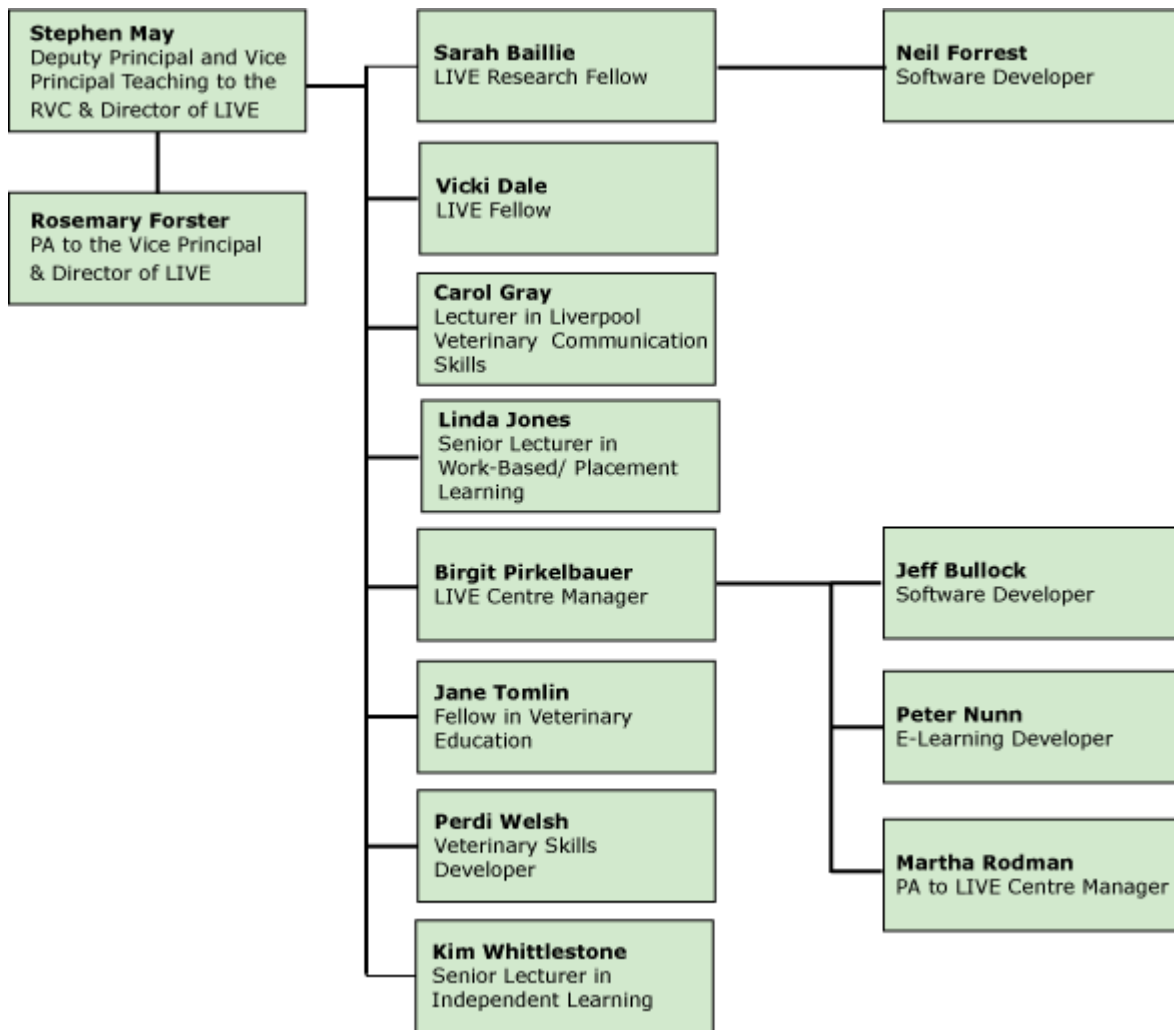 Stephen May
Deputy Principal and Vice
Principal Teaching to the
RVC & Director of LIVE
Rosemary Forster
PA to the Vice Principal
& Director of LIVE
Sarah Baillie
LIVE Research Fellow
Neil Forrest
Software Developer
Vicki Dale
LIVE Fellow
Carol Gray
Lecturer in Liverpool
Veterinary Communication
Skills
Linda Jones
Senior Lecturer in
Work-Based/ Placement
Learning
Birgit Pirkelbauer
LIVE Centre Manager
Jeff Bullock
Software Developer
Peter Nunn
E-Learning Developer
Martha Rodman
PA to LIVE Centre Manager
Jane Tomlin
Fellow in Veterinary
Education
Perdi Welsh
Veterinary Skills
Developer
Kim Whittlestone
Senior Lecturer in
Independent Learning